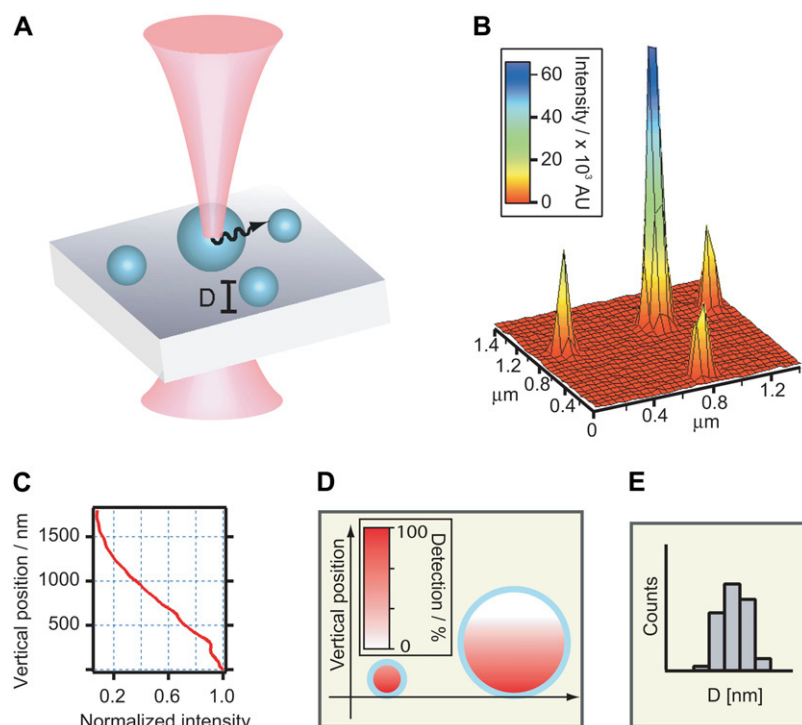 A
D
B
60
40
20
0
Intensity / x 10³ AU
1.4
1.2
0.8
0.4
0
µm
0.4
0.8
1.2
µm
C
Vertical position / nm
1500
1000
500
0.2
0.6
1.0
Normalized intensity
D
Vertical position
100
0
Detection / %
E
Counts
D [nm]